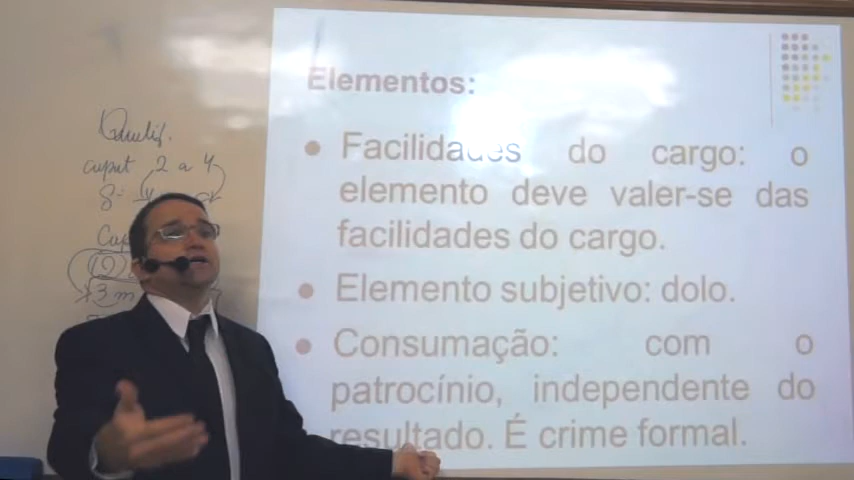 Elementos:
Facilidades do cargo: o
elemento deve valer-se das
facilidades do cargo.
Elemento subjetivo: dolo.
Consumação: com o
patrocínio, independente do
resultado. É crime formal.
caput 2 a 4
3 m